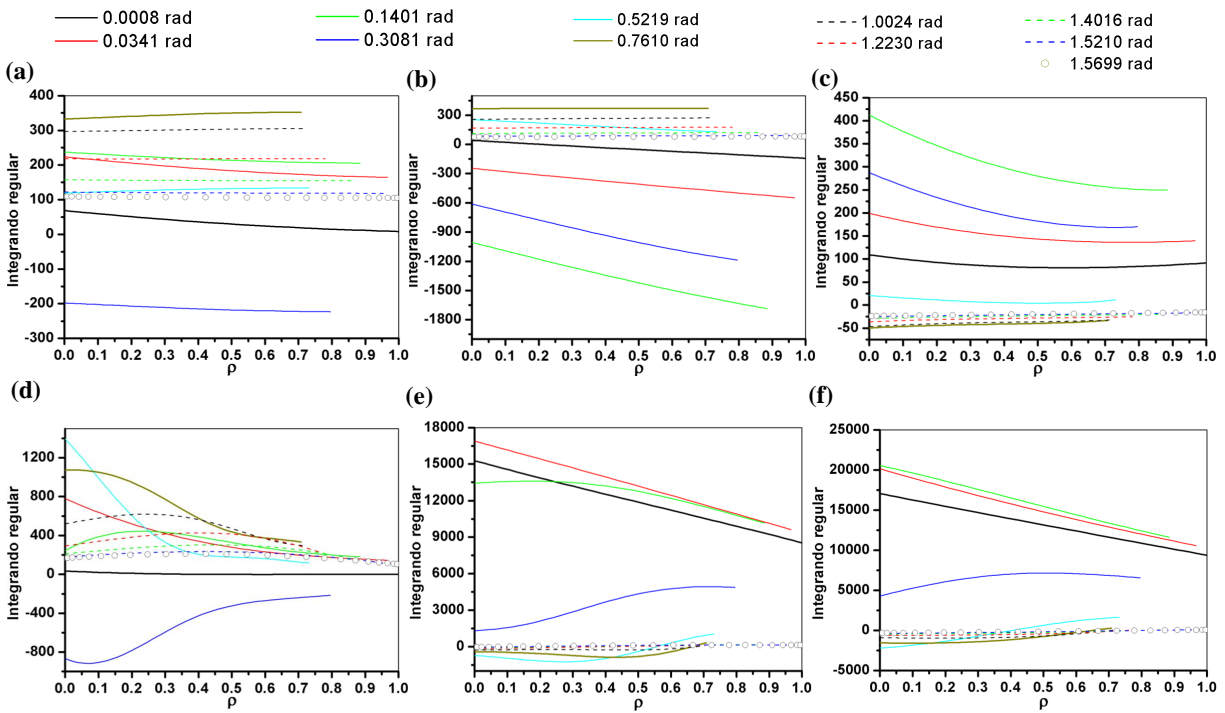 0.0008 rad
0.0341 rad
0.1401 rad
0.3081 rad
0.5219 rad
0.7610 rad
1.0024 rad
1.2230 rad
1.4016 rad
1.5210 rad
1.5699 rad
(a)
Integrando regular
400
300
200
100
0
-100
-200
-300
0.0 0.1 0.2 0.3 0.4 0.5 0.6 0.7 0.8 0.9 1.0
ρ
(b)
Integrando regular
300
0
-300
-600
-900
-1200
-1500
-1800
0.0 0.1 0.2 0.3 0.4 0.5 0.6 0.7 0.8 0.9 1.0
ρ
(c)
Integrando regular
450
400
350
300
250
200
150
100
50
0
-50
0.0 0.1 0.2 0.3 0.4 0.5 0.6 0.7 0.8 0.9 1.0
ρ
(d)
Integrando regular
1200
800
400
0
-400
-800
0.0 0.1 0.2 0.3 0.4 0.5 0.6 0.7 0.8 0.9 1.0
ρ
(e)
Integrando regular
18000
15000
12000
9000
6000
3000
0
0.0 0.1 0.2 0.3 0.4 0.5 0.6 0.7 0.8 0.9 1.0
ρ
(f)
Integrando regular
25000
20000
15000
10000
5000
0
-5000
0.0 0.1 0.2 0.3 0.4 0.5 0.6 0.7 0.8 0.9 1.0
ρ